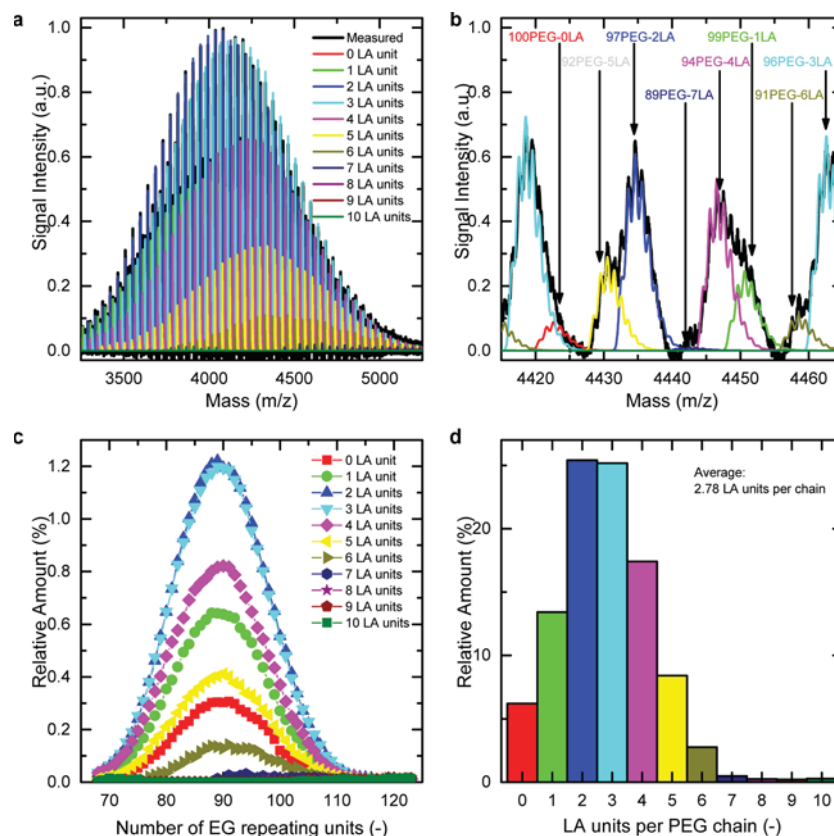 a
Signal Intensity (a.u.)
1.0
0.8
0.6
0.4
0.2
0.0
3500 4000 4500 5000
Mass (m/z)
Measured
0 LA unit
1 LA unit
2 LA units
3 LA units
4 LA units
5 LA units
6 LA units
7 LA units
8 LA units
9 LA units
10 LA units
b
Signal Intensity (a.u.)
1.0
0.8
0.6
0.4
0.2
0.0
4420 4430 4440 4450 4460
Mass (m/z)
100PEG-0LA 97PEG-2LA 99PEG-1LA
92PEG-5LA 94PEG-4LA 96PEG-3LA
89PEG-7LA 91PEG-6LA
c
Relative Amount (%)
1.2
1.0
0.8
0.6
0.4
0.2
0.0
70 80 90 100 110 120
Number of EG repeating units (-)
0 LA unit
1 LA unit
2 LA units
3 LA units
4 LA units
5 LA units
6 LA units
7 LA units
8 LA units
9 LA units
10 LA units
d
Relative Amount (%)
20
10
0
0 1 2 3 4 5 6 7 8 9 10
LA units per PEG chain (-)
Average:
2.78 LA units per chain